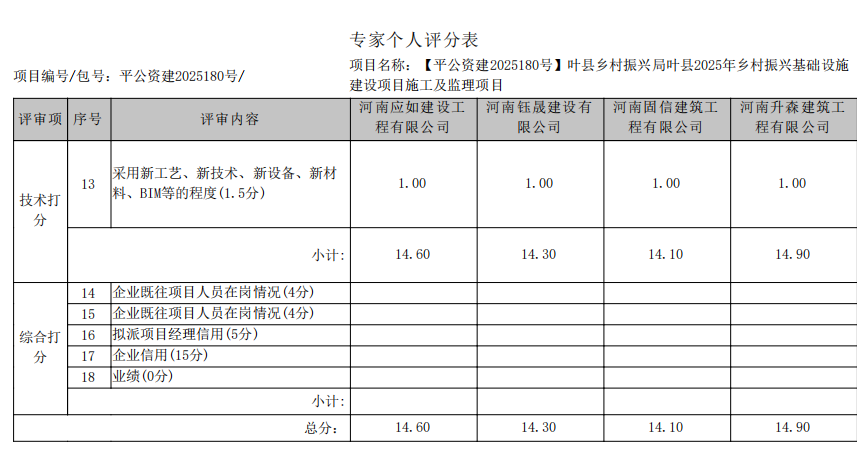 专家个人评分表
项目编号/包号：平公资建2025180号/
项目名称：【平公资建2025180号】叶县乡村振兴局叶县2025年乡村振兴基础设施
建设项目施工及监理项目
评审项 序号 评审内容 河南应如建设工程有限公司 河南钰晟建设有限公司 河南固信建筑工程有限公司 河南升森建筑工程有限公司
技术打分
13 采用新工艺、新技术、新设备、新材料、BIM等的程度(1.5分) 1.00 1.00 1.00 1.00
小计: 14.60 14.30 14.10 14.90
综合打分
14 企业既往项目人员在岗情况(4分)
15 企业既往项目人员在岗情况(4分)
16 拟派项目经理信用(5分)
17 企业信用(15分)
18 业绩(0分)
小计:
总分: 14.60 14.30 14.10 14.90